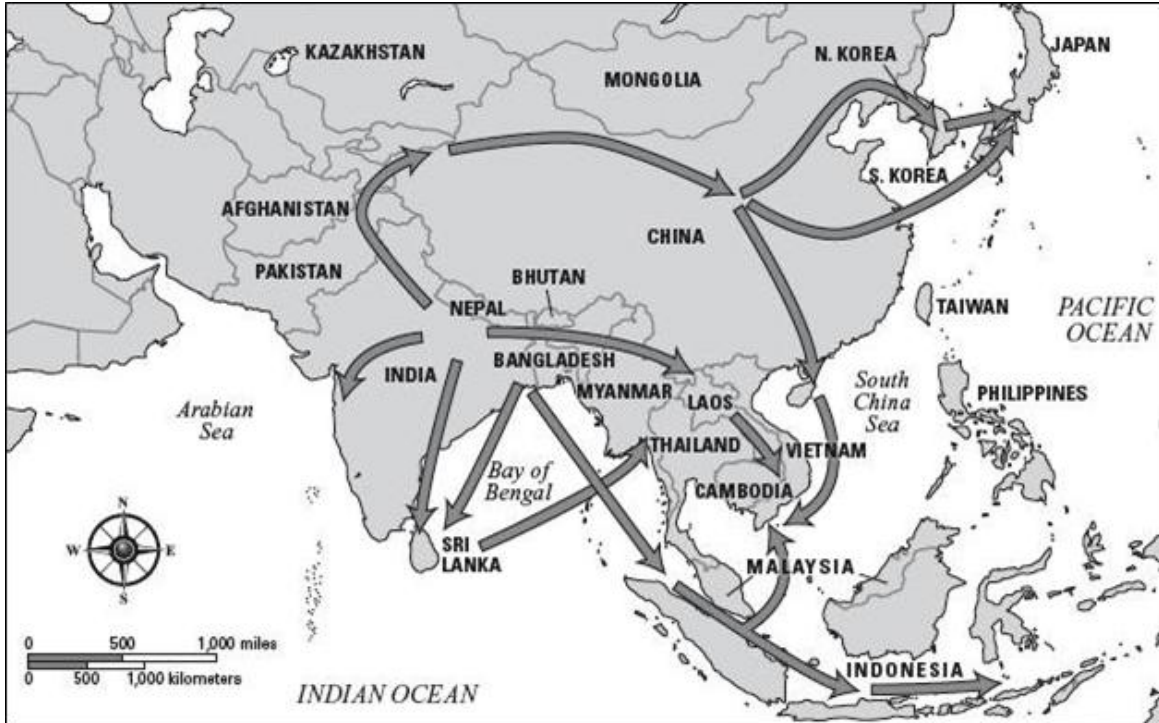 KAZAKHSTAN
MONGOLIA
N. KOREA
JAPAN
S. KOREA
AFGHANISTAN
CHINA
PAKISTAN
BHUTAN
NEPAL
TAIWAN
PACIFIC
OCEAN
BANGLADESH
INDIA
MYANMAR
LAOS
South
China
Sea
PHILIPPINES
Arabian
Sea
THAILAND
VIETNAM
Bay of
Bengal
CAMBODIA
SRI
LANKA
MALAYSIA
N
W
E
S
0 500 1,000 miles
0 500 1,000 kilometers
INDONESIA
INDIAN OCEAN